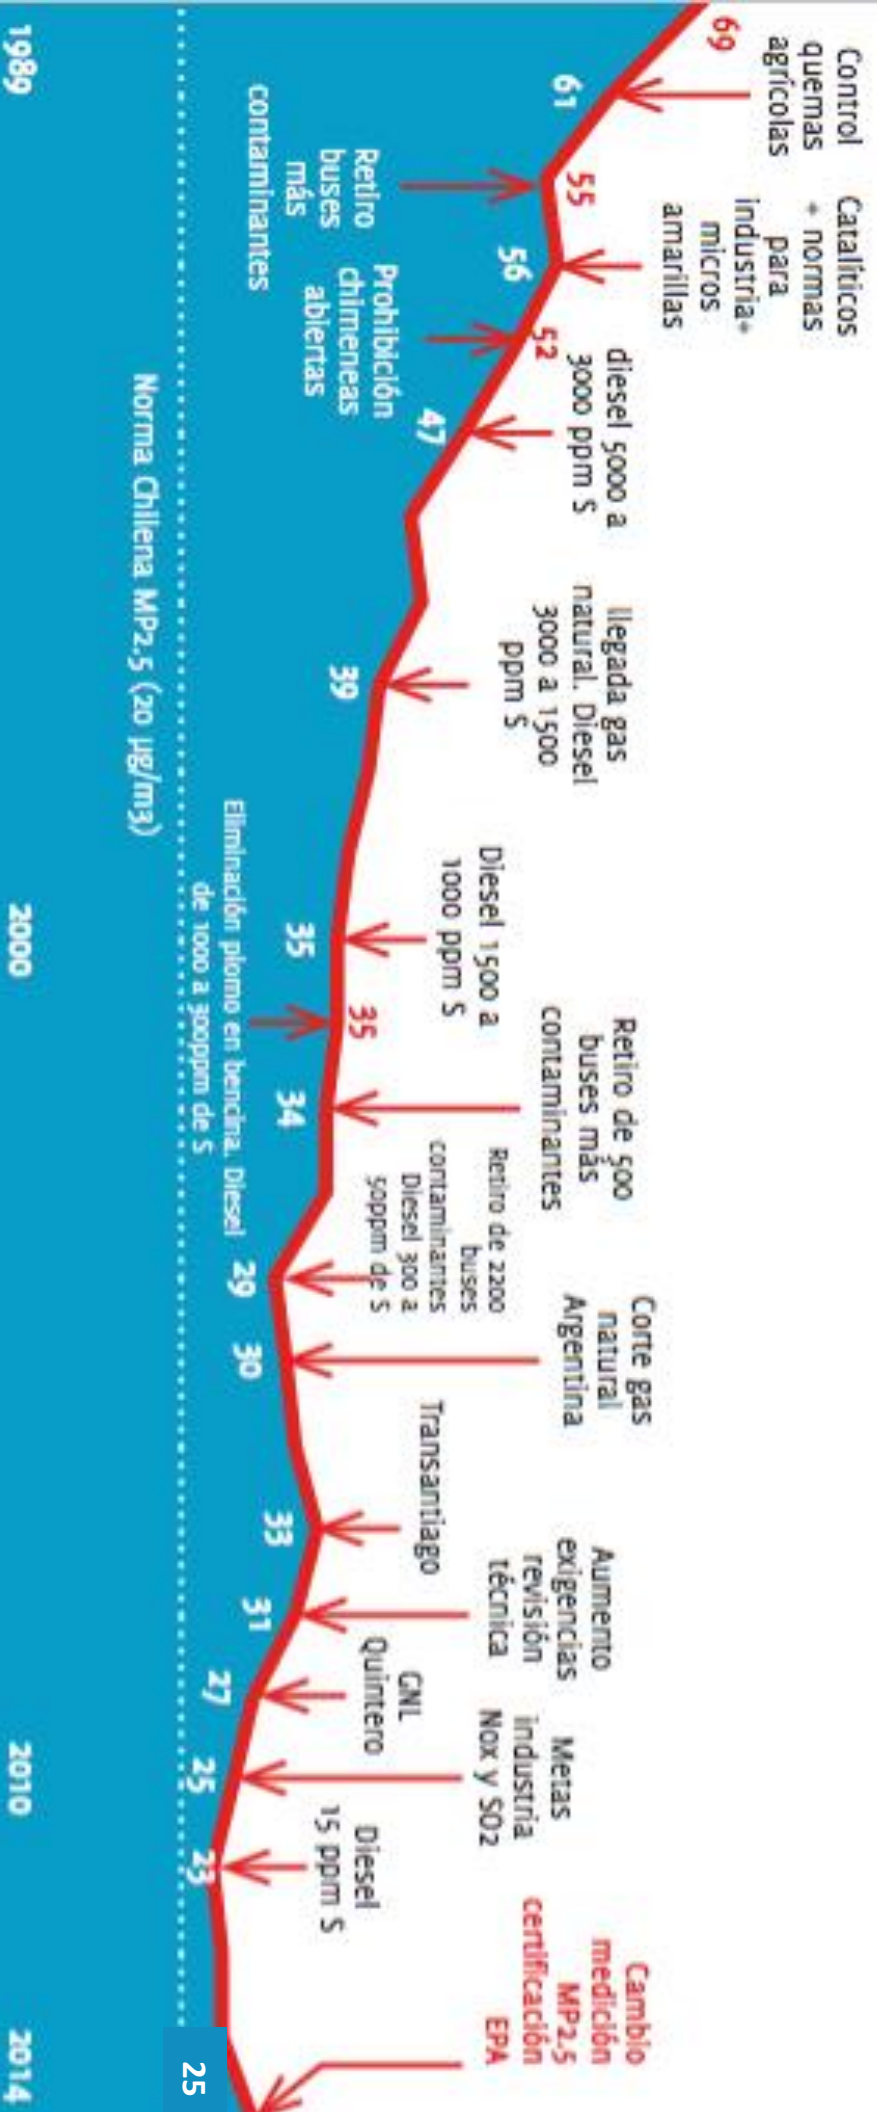 69
Control
quemas
agrícolas
61
Retiro
buses
más
contaminantes
55
Catalíticos
+ normas
para
industria+
micros
amarillas
56
Prohibición
chimeneas
abiertas
52
diesel 5000 a
3000 ppm S
47
llegada gas
natural. Diesel
3000 a 1500
ppm S
39
Diesel 1500 a
1000 ppm S
35
35
Eliminación plomo en bencina. Diesel
de 1000 a 300ppm de S
Retiro de 500
buses más
contaminantes
34
Retiro de 2200
buses
contaminantes
Diesel 300 a
50ppm de S
29
Corte gas
natural
Argentina
30
Transantiago
33
Aumento
exigencias
revisión
técnica
31
GNL
Quintero
27
Metas
industria
Nox y SO2
25
Diesel
15 ppm S
23
Cambio
medición
MP2.5
certificación
EPA
25
Norma Chilena MP2.5 (20 µg/m3)
1989
2000
2010
2014